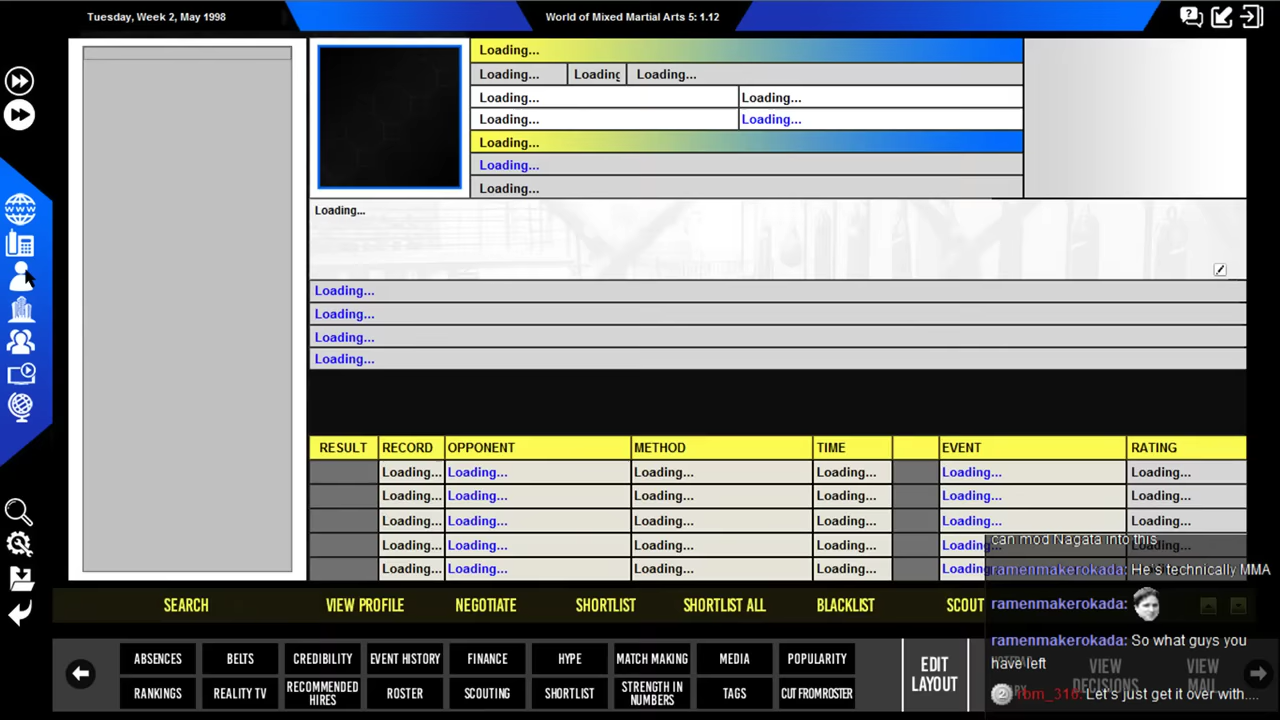 Tuesday, Week 2, May 1998
World of Mixed Martial Arts 5: 1.12
Loading...
Loading... Loading Loading...
Loading... Loading...
Loading... Loading...
Loading...
Loading...
Loading...
Loading...
Loading...
Loading...
Loading...
Loading...
RESULT RECORD OPPONENT METHOD TIME EVENT RATING
Loading... Loading... Loading... Loading... Loading... Loading...
Loading... Loading... Loading... Loading... Loading... Loading...
Loading... Loading... Loading... Loading... Loading... Loading...
Loading... Loading... Loading... Loading... Loading... Loading...
Loading... Loading... Loading... Loading... Loading
can mod Nagata into this
ramenmakerokada: He's technically MMA
ramenmakerokada:
ramenmakerokada: So what guys you
have left
rbm_316: Let's just get it over with....
SEARCH VIEW PROFILE NEGOTIATE SHORTLIST SHORTLIST ALL BLACKLIST SCOUT
ABSENCES BELTS CREDIBILITY EVENT HISTORY FINANCE HYPE MATCH MAKING MEDIA POPULARITY
RANKINGS REALITY TV RECOMMENDED HIRES ROSTER SCOUTING SHORTLIST STRENGTH IN NUMBERS TAGS CUT FROM ROSTER
EDIT LAYOUT
VIEW DECISIONS
VIEW MAIL